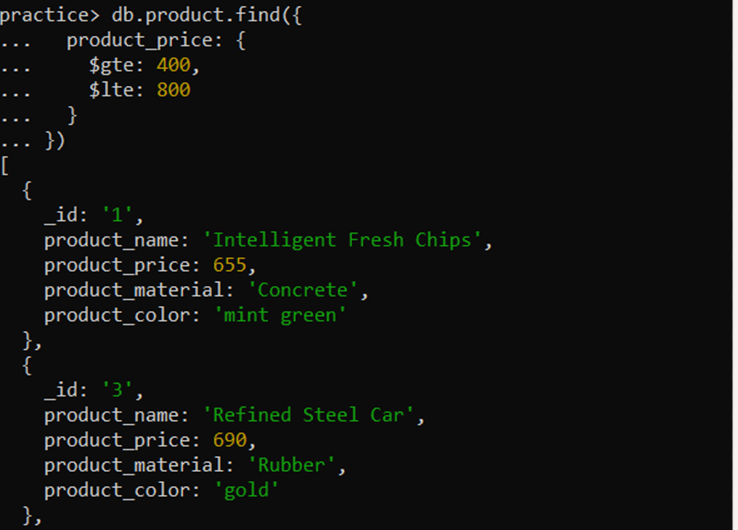 practice> db.product.find({
...   product_price: {
...     $gte: 400,
...     $lte: 800
...   }
... })
[
  {
    _id: '1',
    product_name: 'Intelligent Fresh Chips',
    product_price: 655,
    product_material: 'Concrete',
    product_color: 'mint green'
  },
  {
    _id: '3',
    product_name: 'Refined Steel Car',
    product_price: 690,
    product_material: 'Rubber',
    product_color: 'gold'
  },